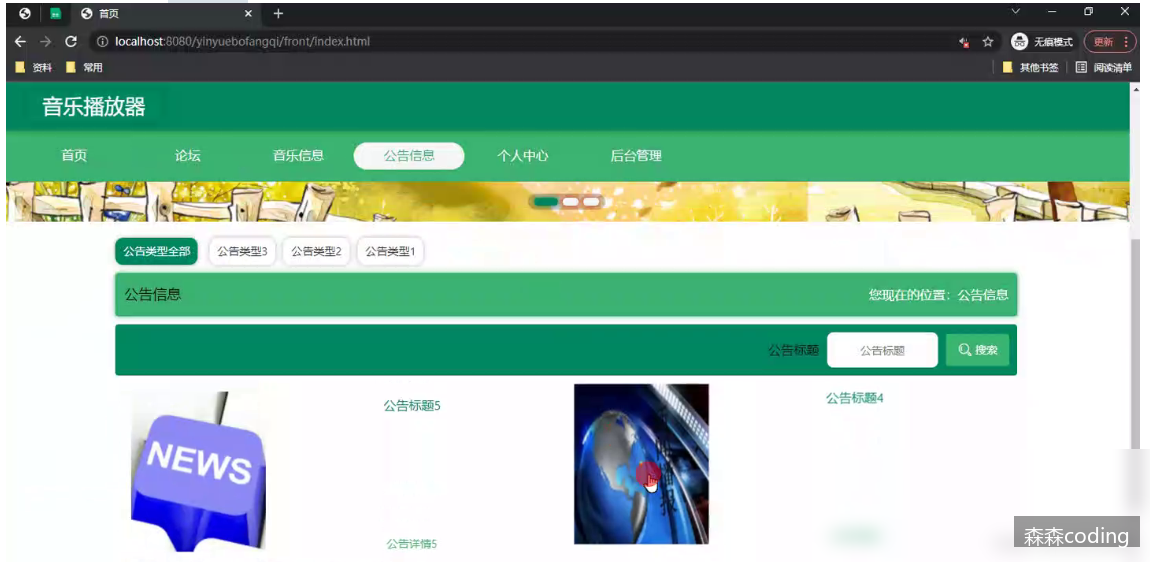 首页
localhost:8080/yinyuebofangqi/front/index.html
无痕模式
更新
资料
常用
其他书签
阅读清单
音乐播放器
首页 论坛 音乐信息 公告信息 个人中心 后台管理
公告类型全部 公告类型3 公告类型2 公告类型1
公告信息
您现在的位置：公告信息
公告标题 公告标题 搜索
公告标题5
公告标题4
NEWS
公告详情5
森森coding